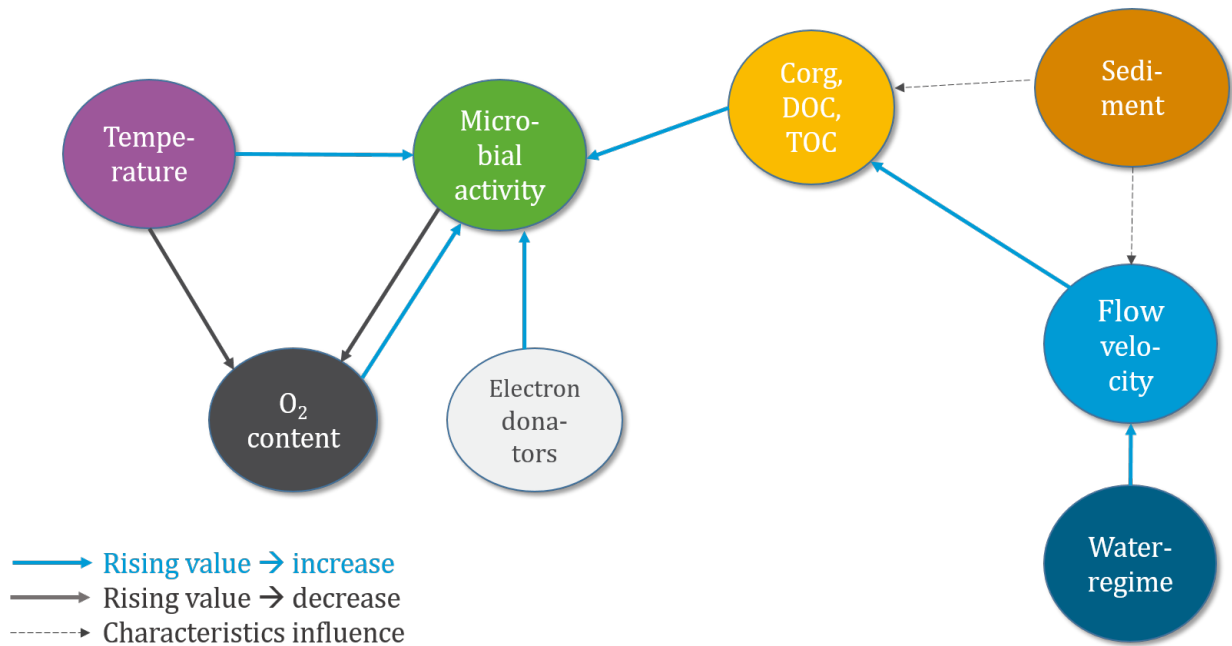 Tempe-
rature
Micro-
bial
activity
Corg,
DOC,
TOC
Sedi-
ment
O₂
content
Electron
dona-
tors
Flow
velo-
city
Water-
regime
Rising value → increase
Rising value → decrease
Characteristics influence